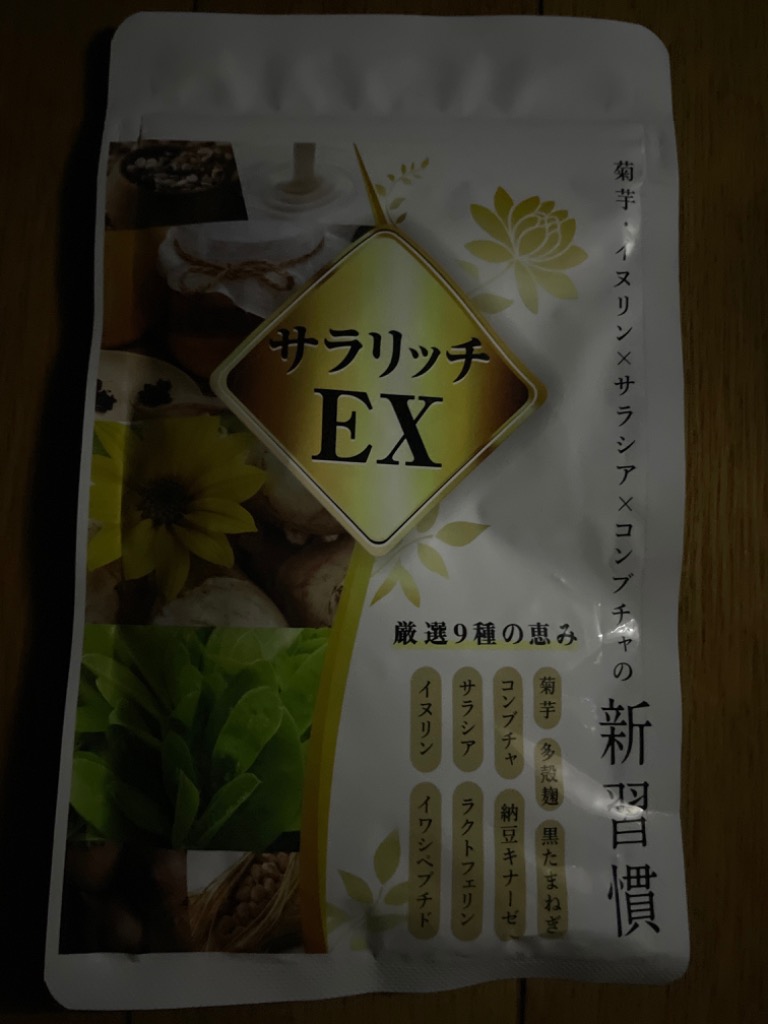 菊芋・イヌリン×サラシア×コンブチャの
新習慣
サラリッチ
EX
厳選9種の恵み
菊芋
多殻麹
黒たまねぎ
コンブチャ
納豆キナーゼ
サラシア
ラクトフェリン
イヌリン
イワシペプチド